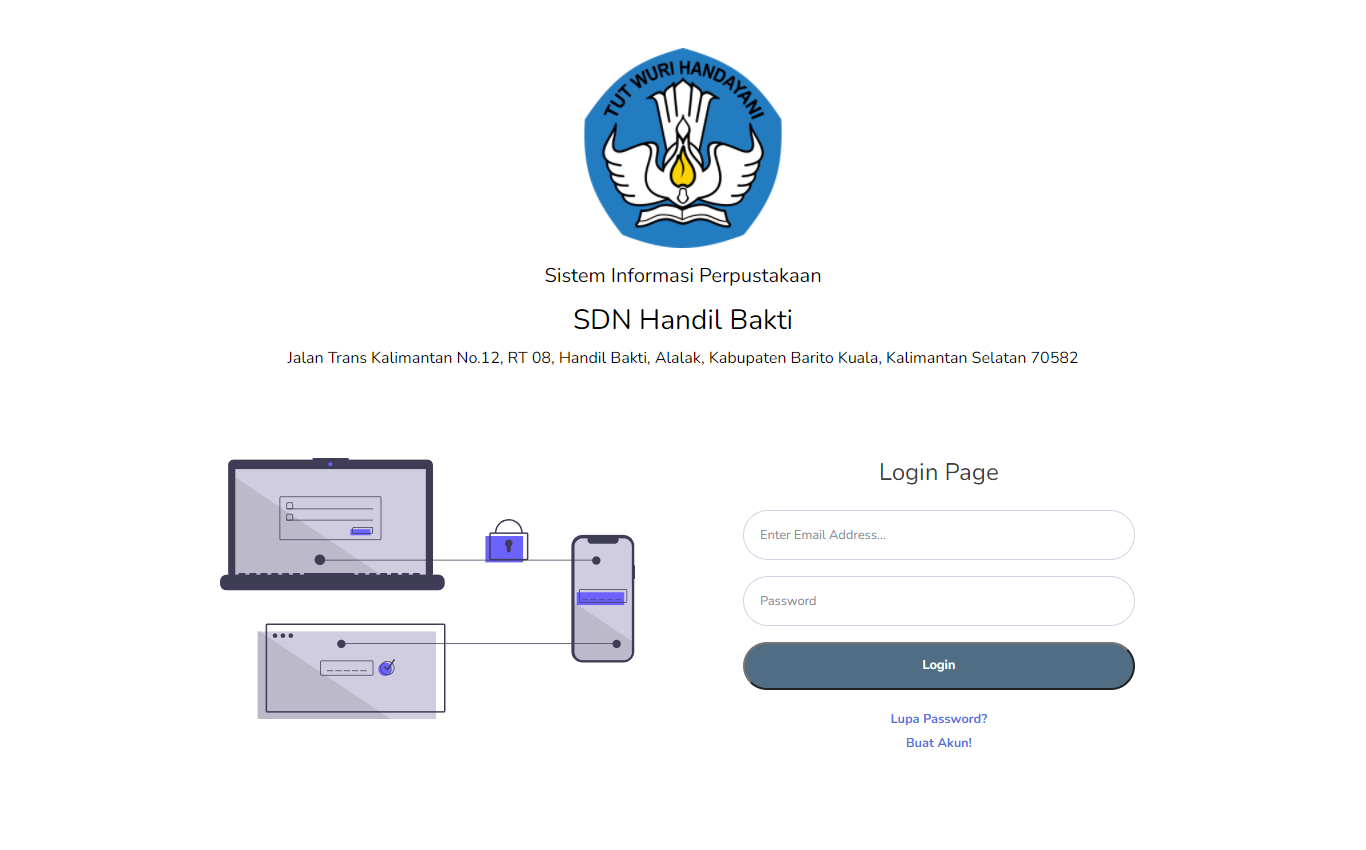 TUT WURI HANDAYANI
Sistem Informasi Perpustakaan
SDN Handil Bakti
Jalan Trans Kalimantan No.12, RT 08, Handil Bakti, Alalak, Kabupaten Barito Kuala, Kalimantan Selatan 70582
Login Page
Enter Email Address...
Password
Login
Lupa Password?
Buat Akun!